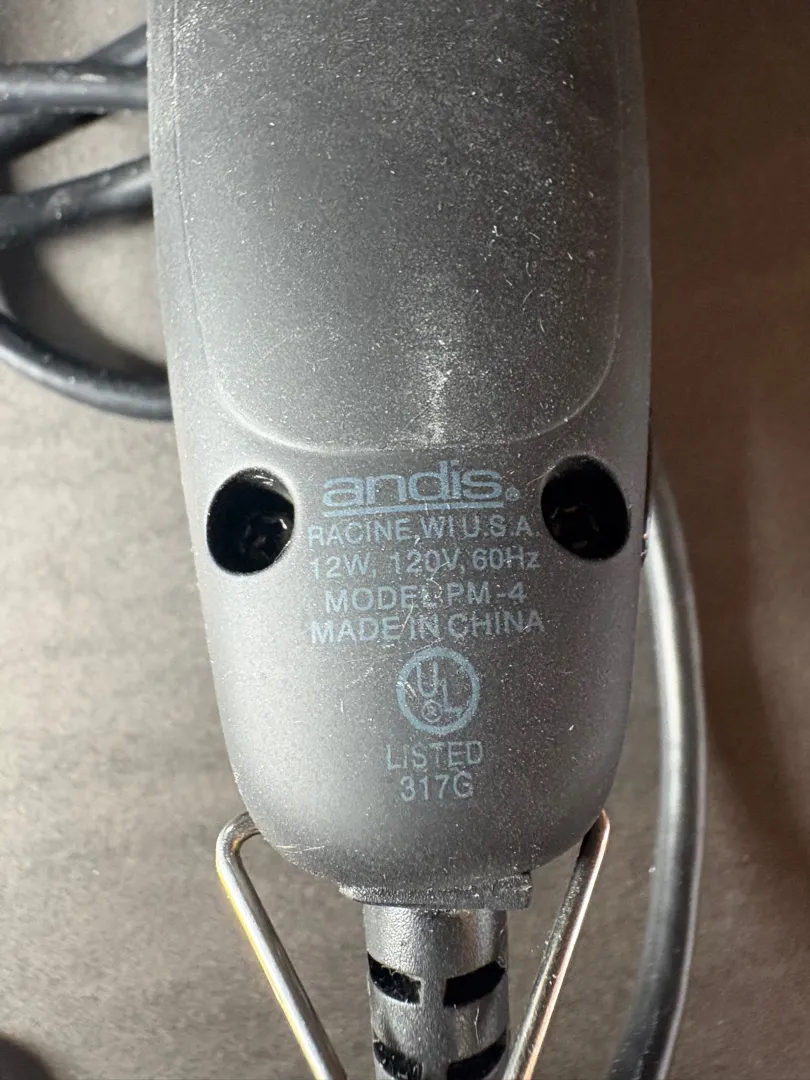 andis®
RACINE, WI U.S.A.
12W, 120V, 60Hz
MODEL PM-4
MADE IN CHINA
UL®
LISTED
317G